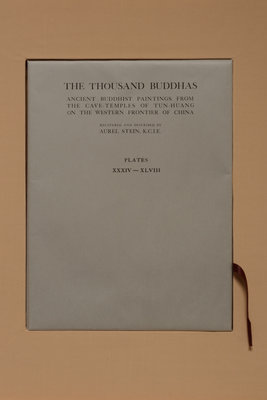 THE THOUSAND BUDDHAS
ANCIENT BUDDHIST PAINTINGS FROM
THE CAVE-TEMPLES OF TUN-HUANG
ON THE WESTERN FRONTIER OF CHINA
RECOVERED AND DESCRIBED BY
AUREL STEIN, K.C.I.E.
PLATES
XXXIV — XLVIII